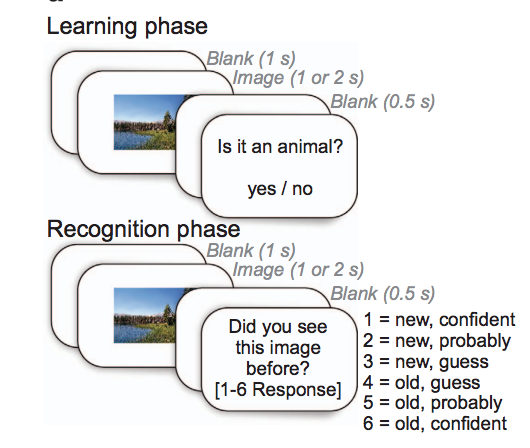 Learning phase
Blank (1 s)
Image (1 or 2 s)
Blank (0.5 s)
Is it an animal?
yes / no
Recognition phase
Blank (1 s)
Image (1 or 2 s)
Blank (0.5 s)
Did you see
this image
before?
[1-6 Response]
1 = new, confident
2 = new, probably
3 = new, guess
4 = old, guess
5 = old, probably
6 = old, confident